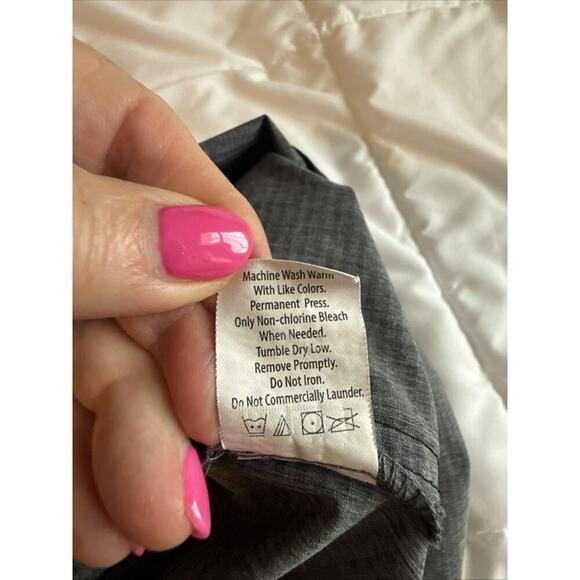 Machine Wash Warm
With Like Colors.
Permanent Press.
Only Non-chlorine Bleach
When Needed.
Tumble Dry Low.
Remove Promptly.
Do Not Iron.
Do Not Commercially Launder.